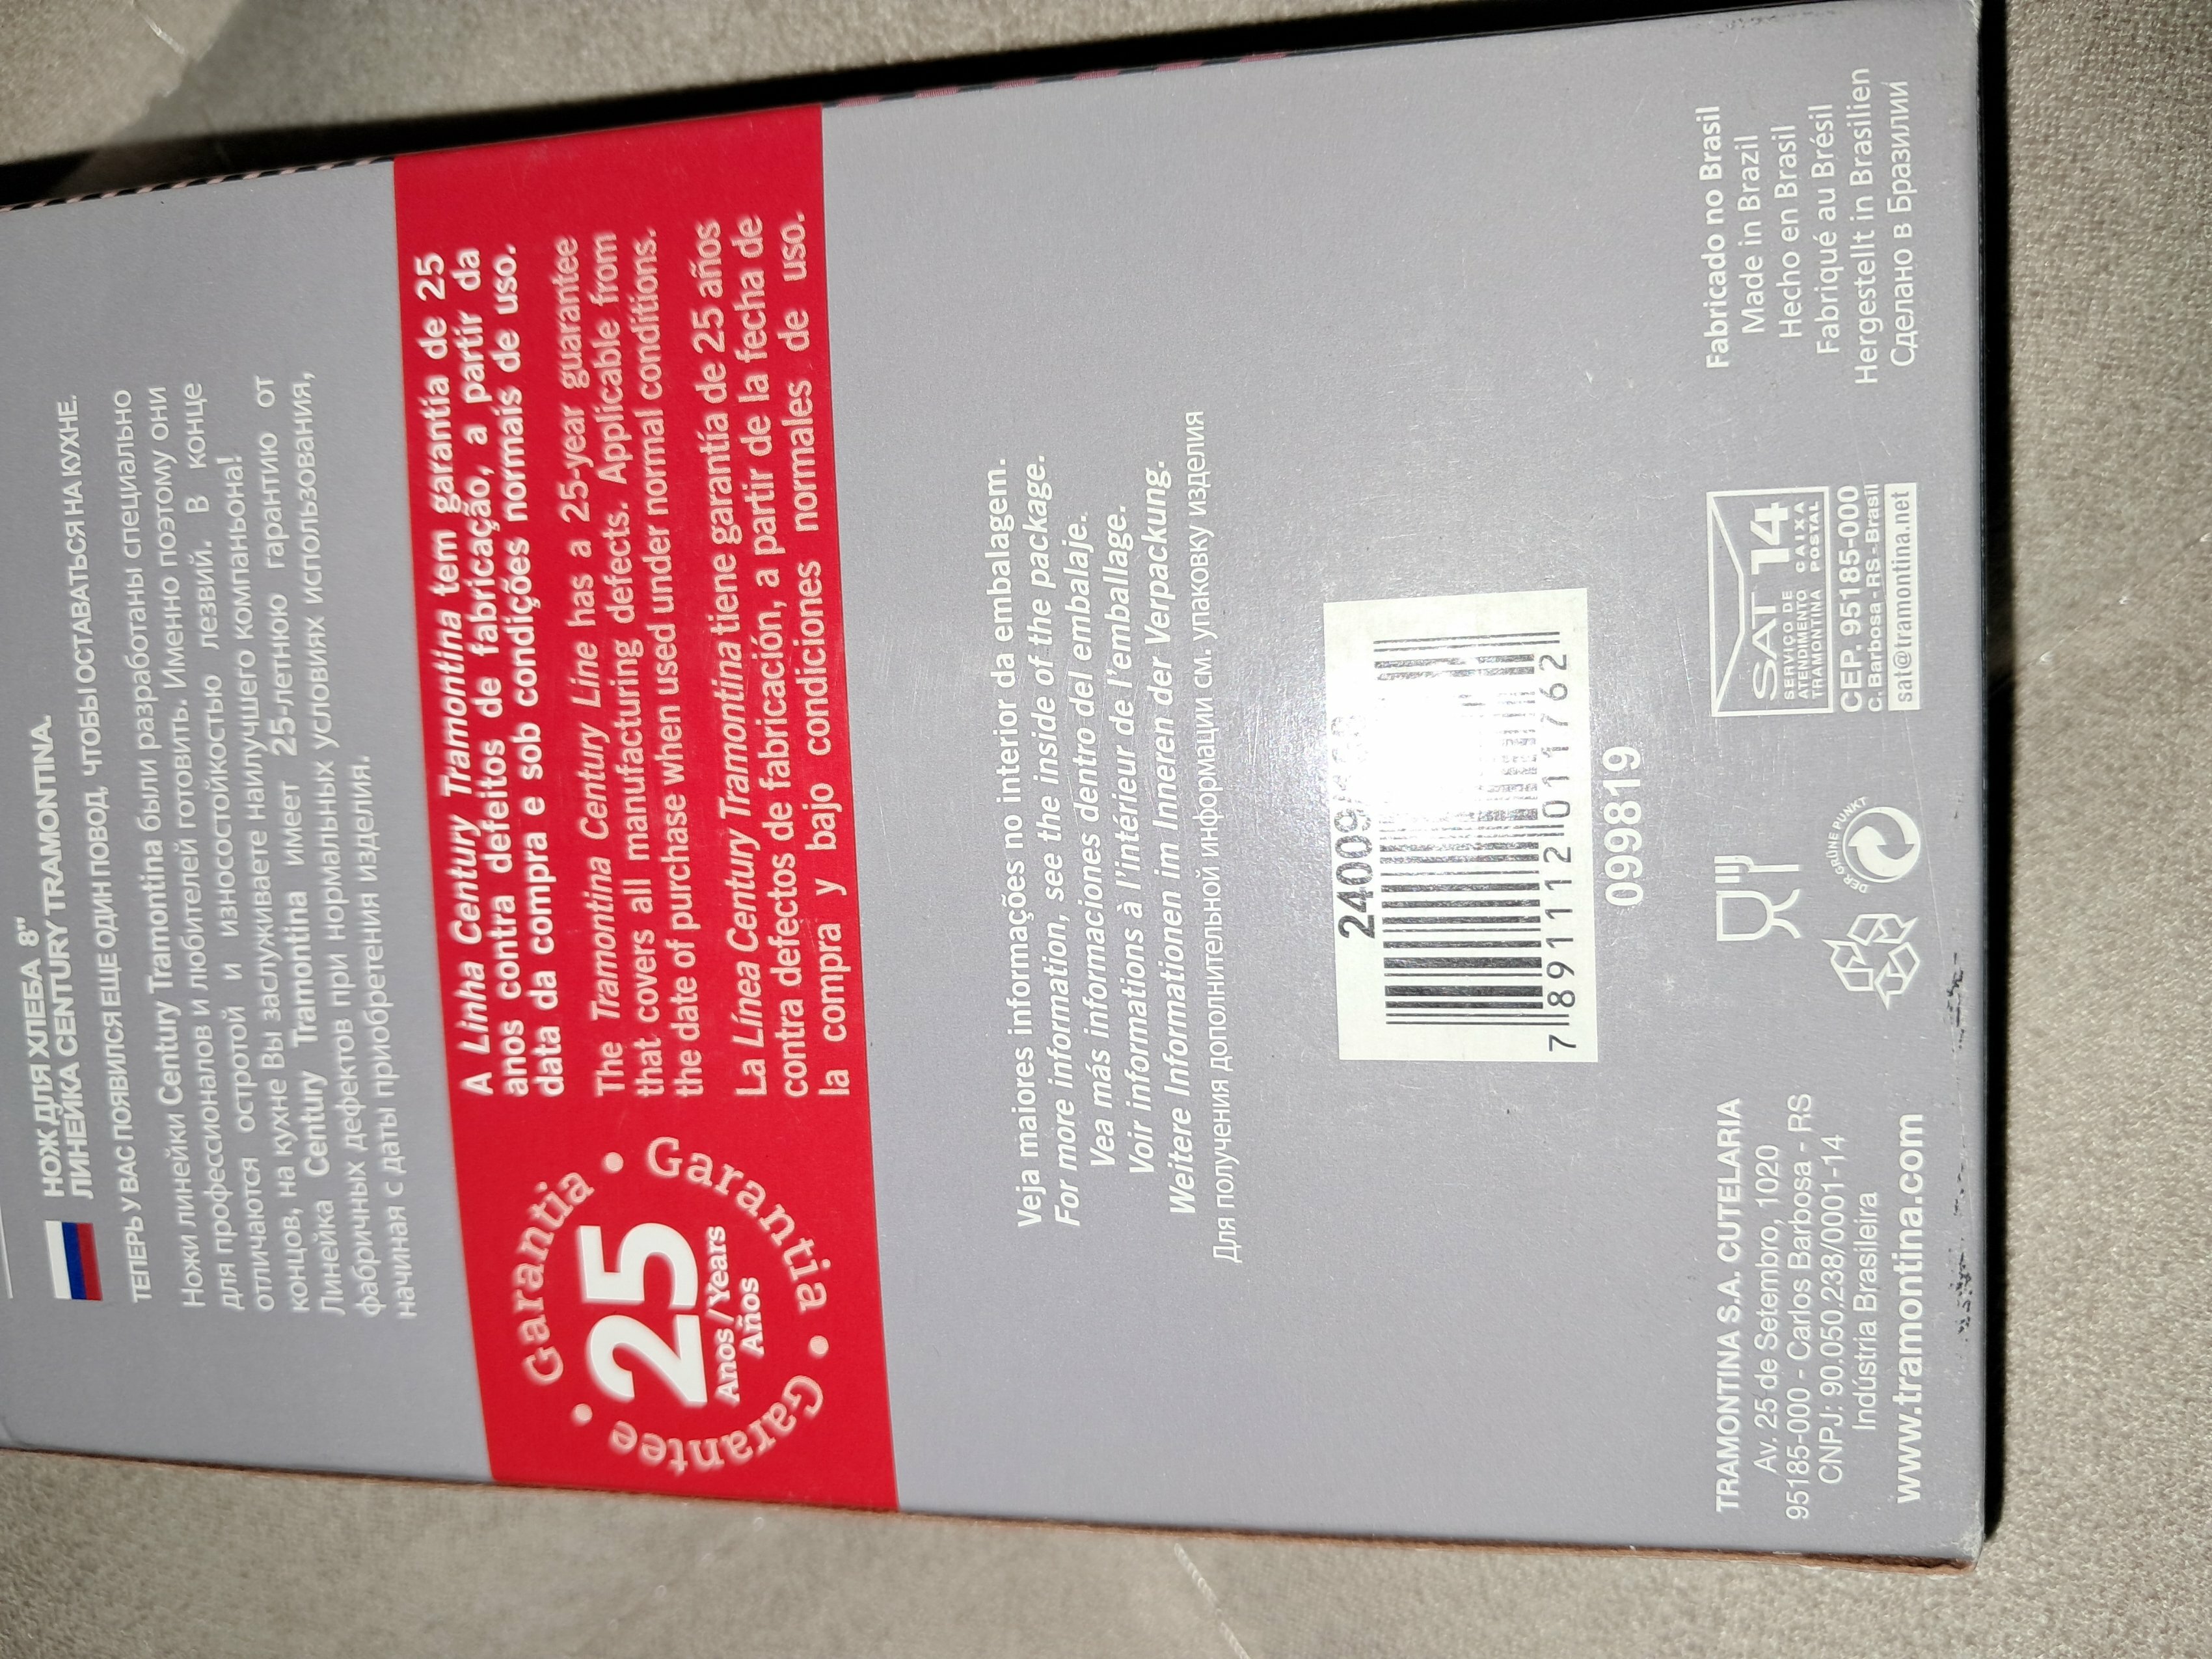 НОЖ ДЛЯ ХЛЕБА 8"
ЛИНЕЙКА CENTURY TRAMONTINA.
ТЕПЕРЬ У ВАС ПОЯВИЛСЯ ЕЩЕ ОДИН ПОВОД, ЧТОБЫ ОСТАВАТЬСЯ НА КУХНЕ.
Ножи линейки Century Tramontina были разработаны специально
для профессионалов и любителей готовить. Именно поэтому они
отличаются остротой и износостойкостью лезвий. В конце
концов, на кухне Вы заслуживаете наилучшего компаньона!
Линейка Century Tramontina имеет 25-летнюю гарантию от
фабричных дефектов при нормальных условиях использования,
начиная с даты приобретения изделия.
Garantia • Garantia • Garantee •
25
Anos / Years
Años
A Linha Century Tramontina tem garantia de 25
anos contra defeitos de fabricação, a partir da
data da compra e sob condições normais de uso.
The Tramontina Century Line has a 25-year guarantee
that covers all manufacturing defects. Applicable from
the date of purchase when used under normal conditions.
La Línea Century Tramontina tiene garantía de 25 años
contra defectos de fabricación, a partir de la fecha de
la compra y bajo condiciones normales de uso.
Veja maiores informações no interior da embalagem.
For more information, see the inside of the package.
Vea más informaciones dentro del embalaje.
Voir informations à l'intérieur de l'emballage.
Weitere Informationen im Inneren der Verpackung.
Для получения дополнительной информации см. упаковку изделия
24009/
7 891112 011762
099819
TRAMONTINA S.A. CUTELARIA
Av. 25 de Setembro, 1020
95185-000 - Carlos Barbosa - RS
CNPJ: 90.050.238/0001-14
Indústria Brasileira
www.tramontina.com
DER GRÜNE PUNKT
SAT 14
SERVIÇO DE
ATENDIMENTO CAIXA
TRAMONTINA POSTAL
CEP. 95185-000
C. Barbosa - RS - Brasil
sat@tramontina.net
Fabricado no Brasil
Made in Brazil
Hecho en Brasil
Fabriqué au Brésil
Hergestellt in Brasilien
Сделано в Бразилии